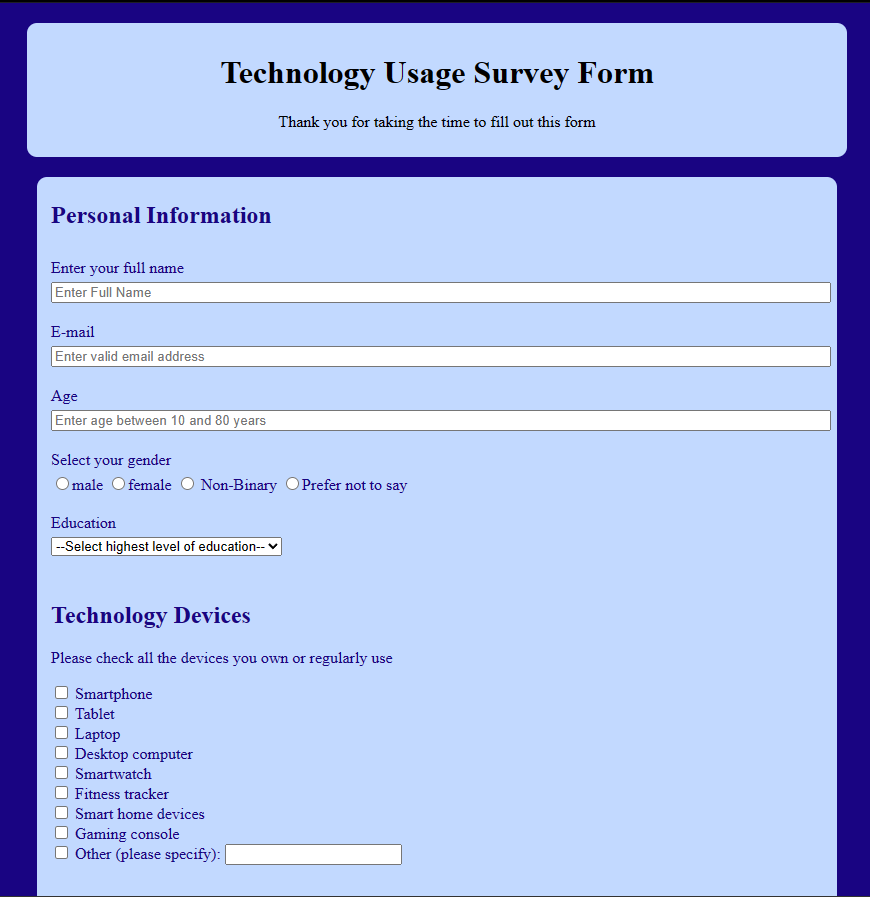 Technology Usage Survey Form
Thank you for taking the time to fill out this form
Personal Information
Enter your full name
Enter Full Name
E-mail
Enter valid email address
Age
Enter age between 10 and 80 years
Select your gender
male female Non-Binary Prefer not to say
Education
--Select highest level of education--
Technology Devices
Please check all the devices you own or regularly use
Smartphone
Tablet
Laptop
Desktop computer
Smartwatch
Fitness tracker
Smart home devices
Gaming console
Other (please specify):